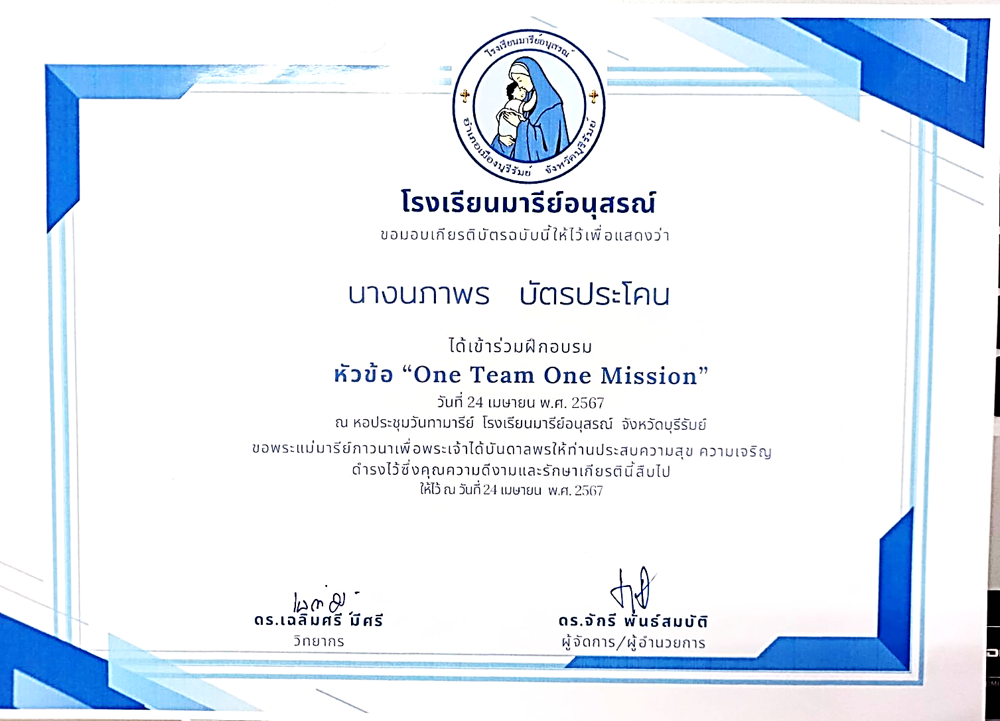 โรงเรียนมารีย์อนุสรณ์
อำเภอเมืองบุรีรัมย์ จังหวัดบุรีรัมย์
โรงเรียนมารีย์อนุสรณ์
ขอมอบเกียรติบัตรฉบับนี้ให้ไว้เพื่อแสดงว่า
นางนภาพร บัตรประโคน
ได้เข้าร่วมฝึกอบรม
หัวข้อ “One Team One Mission”
วันที่ 24 เมษายน พ.ศ. 2567
ณ หอประชุมวันทามารีย์ โรงเรียนมารีย์อนุสรณ์ จังหวัดบุรีรัมย์
ขอพระแม่มารีย์ภาวนาเพื่อพระเจ้าได้บันดาลพรให้ท่านประสบความสุข ความเจริญ
ดำรงไว้ซึ่งคุณความดีงามและรักษาเกียรตินี้สืบไป
ให้ไว้ ณ วันที่ 24 เมษายน พ.ศ. 2567
ดร.เฉลิมศรี มีศรี
วิทยากร
ดร.จักรี พันธ์สมบัติ
ผู้จัดการ/ผู้อำนวยการ